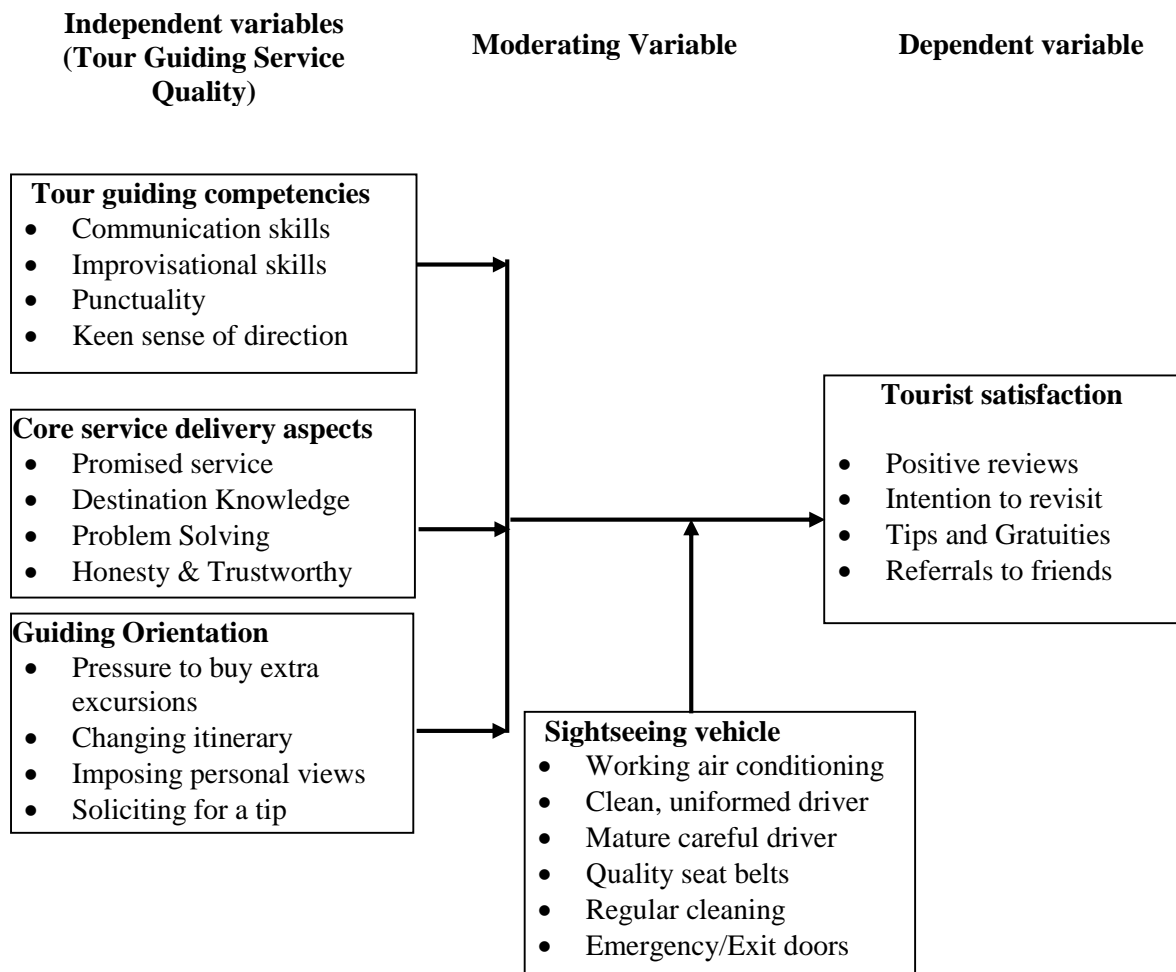 Independent variables
(Tour Guiding Service
Quality)
Moderating Variable
Dependent variable
Tour guiding competencies
• Communication skills
• Improvisational skills
• Punctuality
• Keen sense of direction
Core service delivery aspects
• Promised service
• Destination Knowledge
• Problem Solving
• Honesty & Trustworthy
Guiding Orientation
• Pressure to buy extra
excursions
• Changing itinerary
• Imposing personal views
• Soliciting for a tip
Sightseeing vehicle
• Working air conditioning
• Clean, uniformed driver
• Mature careful driver
• Quality seat belts
• Regular cleaning
• Emergency/Exit doors
Tourist satisfaction
• Positive reviews
• Intention to revisit
• Tips and Gratuities
• Referrals to friends